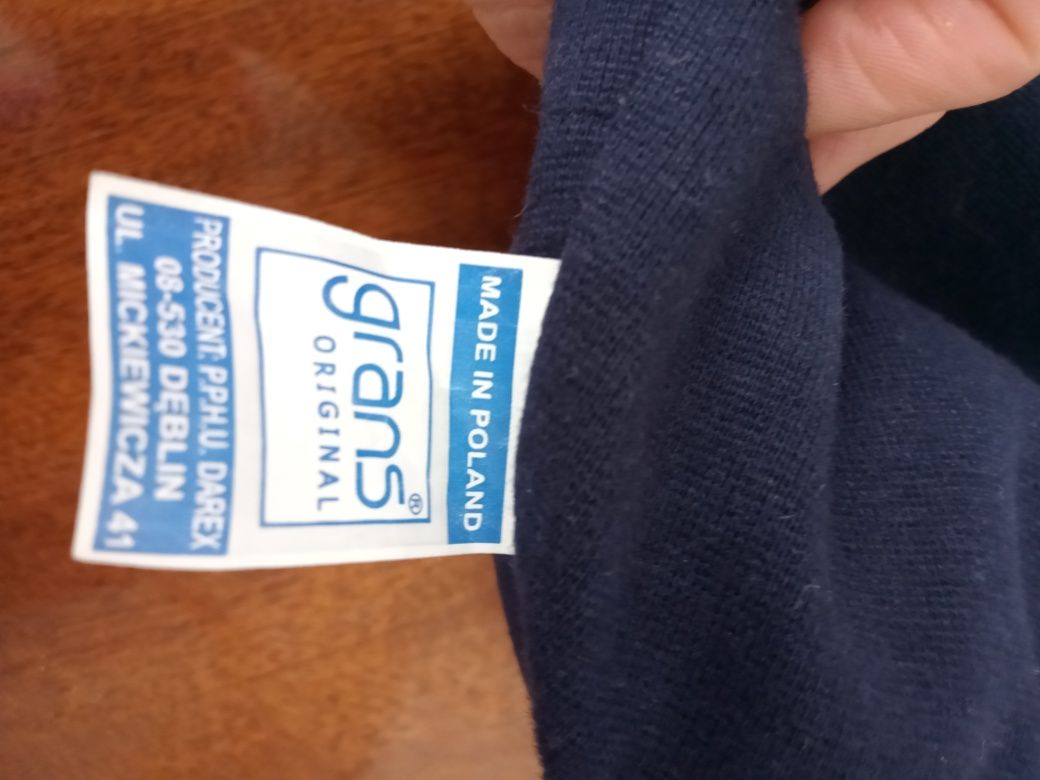 MADE IN POLAND
grans®
ORIGINAL
PRODUCENT: P.P.H.U. DAREX
08-530 DĘBLIN
UL. MICKIEWICZA 41